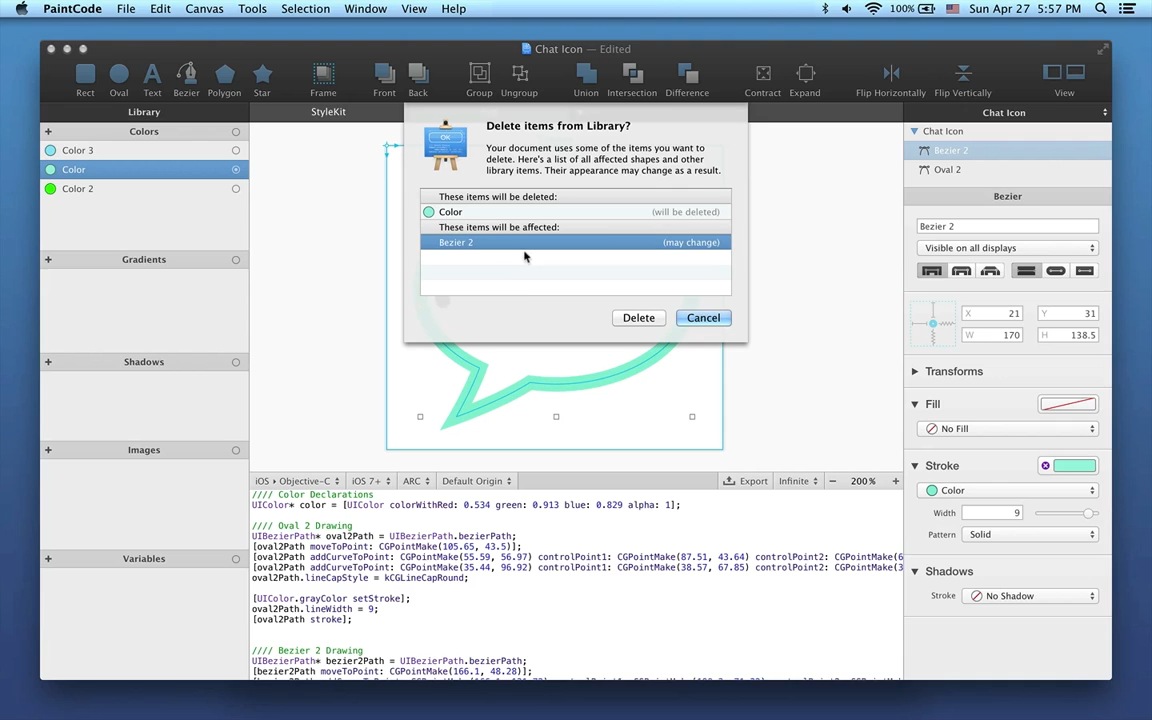 PaintCode File Edit Canvas Tools Selection Window View Help 100% Sun Apr 27 5:57 PM
Chat Icon — Edited
Rect Oval Text Bezier Polygon Star Frame Front Back Group Ungroup Union Intersection Difference Contract Expand Flip Horizontally Flip Vertically View
Library
StyleKit
Chat Icon
Colors
Color 3
Color
Color 2
Gradients
Shadows
Images
Variables
OK
Delete items from Library?
Your document uses some of the items you want to
delete. Here's a list of all affected shapes and other
library items. Their appearance may change as a result.
These items will be deleted:
Color (will be deleted)
These items will be affected:
Bezier 2 (may change)
Delete Cancel
iOS › Objective-C iOS 7+ ARC Default Origin Export Infinite − 200% +
//// Color Declarations
UIColor* color = [UIColor colorWithRed: 0.534 green: 0.913 blue: 0.829 alpha: 1];
//// Oval 2 Drawing
UIBezierPath* oval2Path = UIBezierPath.bezierPath;
[oval2Path moveToPoint: CGPointMake(105.65, 43.5)];
[oval2Path addCurveToPoint: CGPointMake(55.59, 56.97) controlPoint1: CGPointMake(87.51, 43.64) controlPoint2: CGPointMake(6
[oval2Path addCurveToPoint: CGPointMake(35.44, 96.92) controlPoint1: CGPointMake(38.57, 67.85) controlPoint2: CGPointMake(3
oval2Path.lineCapStyle = kCGLineCapRound;
[UIColor.grayColor setStroke];
oval2Path.lineWidth = 9;
[oval2Path stroke];
//// Bezier 2 Drawing
UIBezierPath* bezier2Path = UIBezierPath.bezierPath;
[bezier2Path moveToPoint: CGPointMake(166.1, 48.28)];
Chat Icon
Bezier 2
Oval 2
Bezier
Bezier 2
Visible on all displays
X 21 Y 31
W 170 H 138.5
Transforms
Fill
No Fill
Stroke
Color
Width 9
Pattern Solid
Shadows
Stroke No Shadow